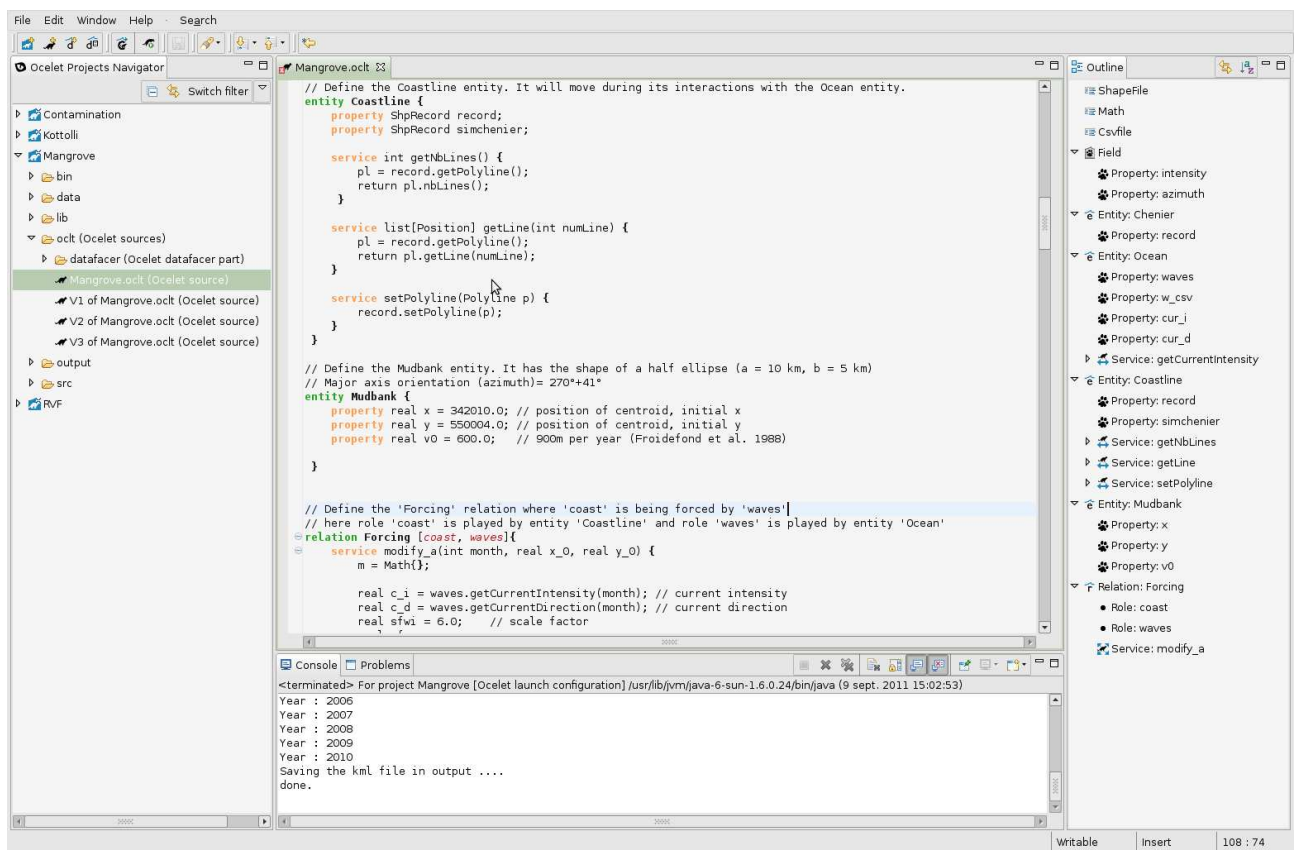 File Edit Window Help Search
Ocelet Projects Navigator
Switch filter
Contamination
Kottolli
Mangrove
bin
data
lib
oclt (Ocelet sources)
datafacer (Ocelet datafacer part)
Mangrove.oclt (Ocelet source)
V1 of Mangrove.oclt (Ocelet source)
V2 of Mangrove.oclt (Ocelet source)
V3 of Mangrove.oclt (Ocelet source)
output
src
RVF
Mangrove.oclt
// Define the Coastline entity. It will move during its interactions with the Ocean entity.
entity Coastline {
property ShpRecord record;
property ShpRecord simchenier;
service int getNbLines() {
pl = record.getPolyline();
return pl.nbLines();
}
service list[Position] getLine(int numLine) {
pl = record.getPolyline();
return pl.getLine(numLine);
}
service setPolyline(Polyline p) {
record.setPolyline(p);
}
}
// Define the Mudbank entity. It has the shape of a half ellipse (a = 10 km, b = 5 km)
// Major axis orientation (azimuth)= 270°+41°
entity Mudbank {
property real x = 342010.0; // position of centroid, initial x
property real y = 550004.0; // position of centroid, initial y
property real v0 = 600.0; // 900m per year (Froidefond et al. 1988)
}
// Define the 'Forcing' relation where 'coast' is being forced by 'waves'
// here role 'coast' is played by entity 'Coastline' and role 'waves' is played by entity 'Ocean'
relation Forcing [coast, waves]{
service modify_a(int month, real x_0, real y_0) {
m = Math{};
real c_i = waves.getCurrentIntensity(month); // current intensity
real c_d = waves.getCurrentDirection(month); // current direction
real sfwi = 6.0; // scale factor
Console Problems
<terminated> For project Mangrove [Ocelet launch configuration] /usr/lib/jvm/java-6-sun-1.6.0.24/bin/java (9 sept. 2011 15:02:53)
Year : 2006
Year : 2007
Year : 2008
Year : 2009
Year : 2010
Saving the kml file in output ....
done.
Outline
ShapeFile
Math
Csvfile
Field
Property: intensity
Property: azimuth
Entity: Chenier
Property: record
Entity: Ocean
Property: waves
Property: w_csv
Property: cur_i
Property: cur_d
Service: getCurrentIntensity
Entity: Coastline
Property: record
Property: simchenier
Service: getNbLines
Service: getLine
Service: setPolyline
Entity: Mudbank
Property: x
Property: y
Property: v0
Relation: Forcing
Role: coast
Role: waves
Service: modify_a
Writable Insert 108 : 74